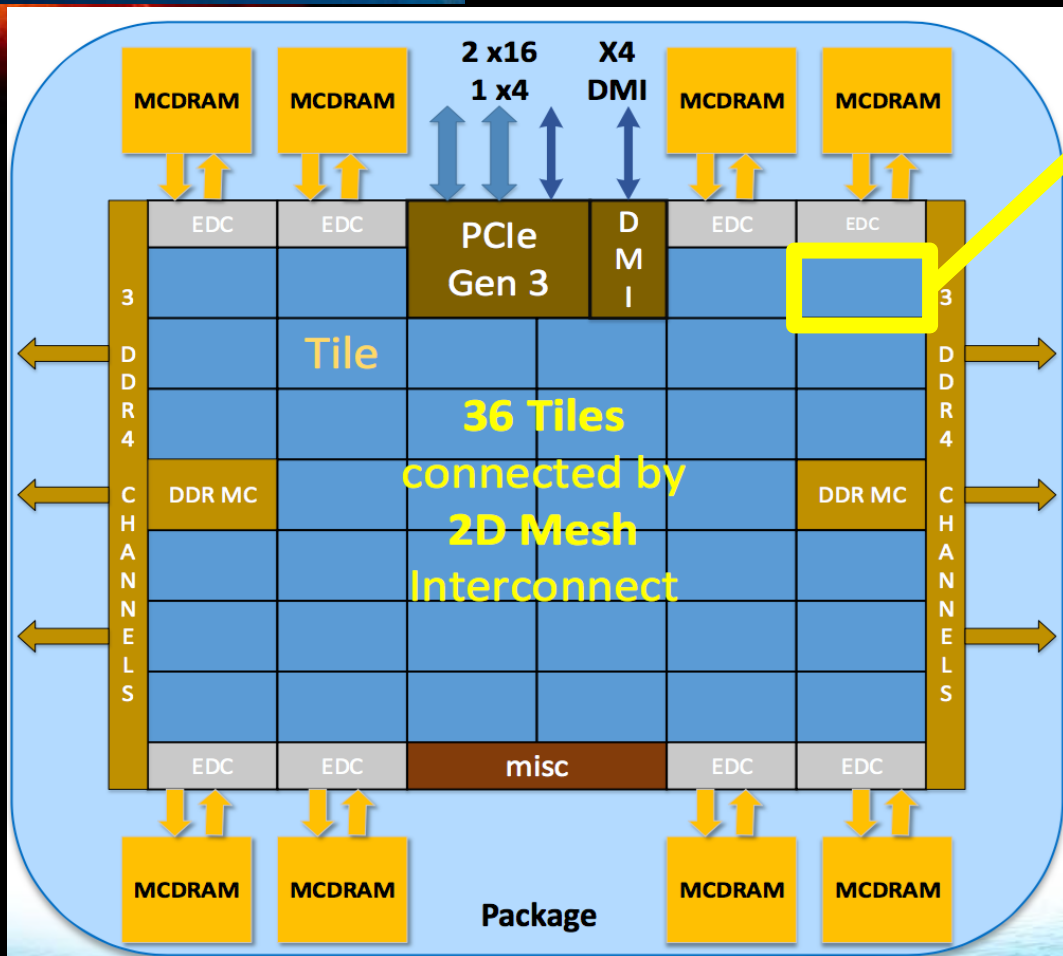 2 x16
1 x4
X4
DMI
MCDRAM
MCDRAM
MCDRAM
MCDRAM
EDC
EDC
PCIe
Gen 3
D
M
I
EDC
EDC
3
D
D
R
4
C
H
A
N
N
E
L
S
Tile
36 Tiles
connected by
2D Mesh
Interconnect
DDR MC
DDR MC
3
D
D
R
4
C
H
A
N
N
E
L
S
EDC
EDC
misc
EDC
EDC
MCDRAM
MCDRAM
MCDRAM
MCDRAM
Package